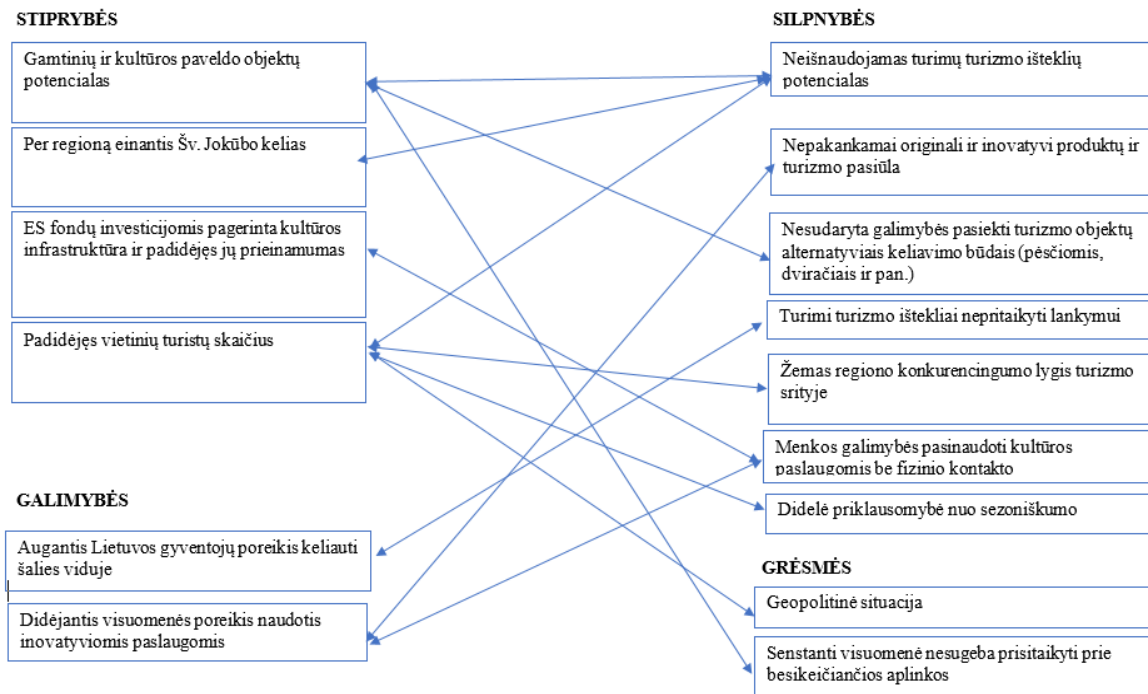 STIPRYBĖS
Gamtinių ir kultūros paveldo objektų
potencialas
Per regioną einantis Šv. Jokūbo kelias
ES fondų investicijomis pagerinta kultūros
infrastruktūra ir padidėjęs jų prieinamumas
Padidėjęs vietinių turistų skaičius
GALIMYBĖS
Augantis Lietuvos gyventojų poreikis keliauti
šalies viduje
Didėjantis visuomenės poreikis naudotis
inovatyviomis paslaugomis
SILPNYBĖS
Neišnaudojamas turimų turizmo išteklių
potencialas
Nepakankamai originali ir inovatyvi produktų ir
turizmo pasiūla
Nesudaryta galimybės pasiekti turizmo objektų
alternatyviais keliavimo būdais (pėsčiomis,
dviračiais ir pan.)
Turimi turizmo ištekliai nepritaikyti lankymui
Žemas regiono konkurencingumo lygis turizmo
srityje
Menkos galimybės pasinaudoti kultūros
paslaugomis be fizinio kontakto
Didelė priklausomybė nuo sezoniškumo
GRĖSMĖS
Geopolitinė situacija
Senstanti visuomenė nesugeba prisitaikyti prie
besikeičiančios aplinkos